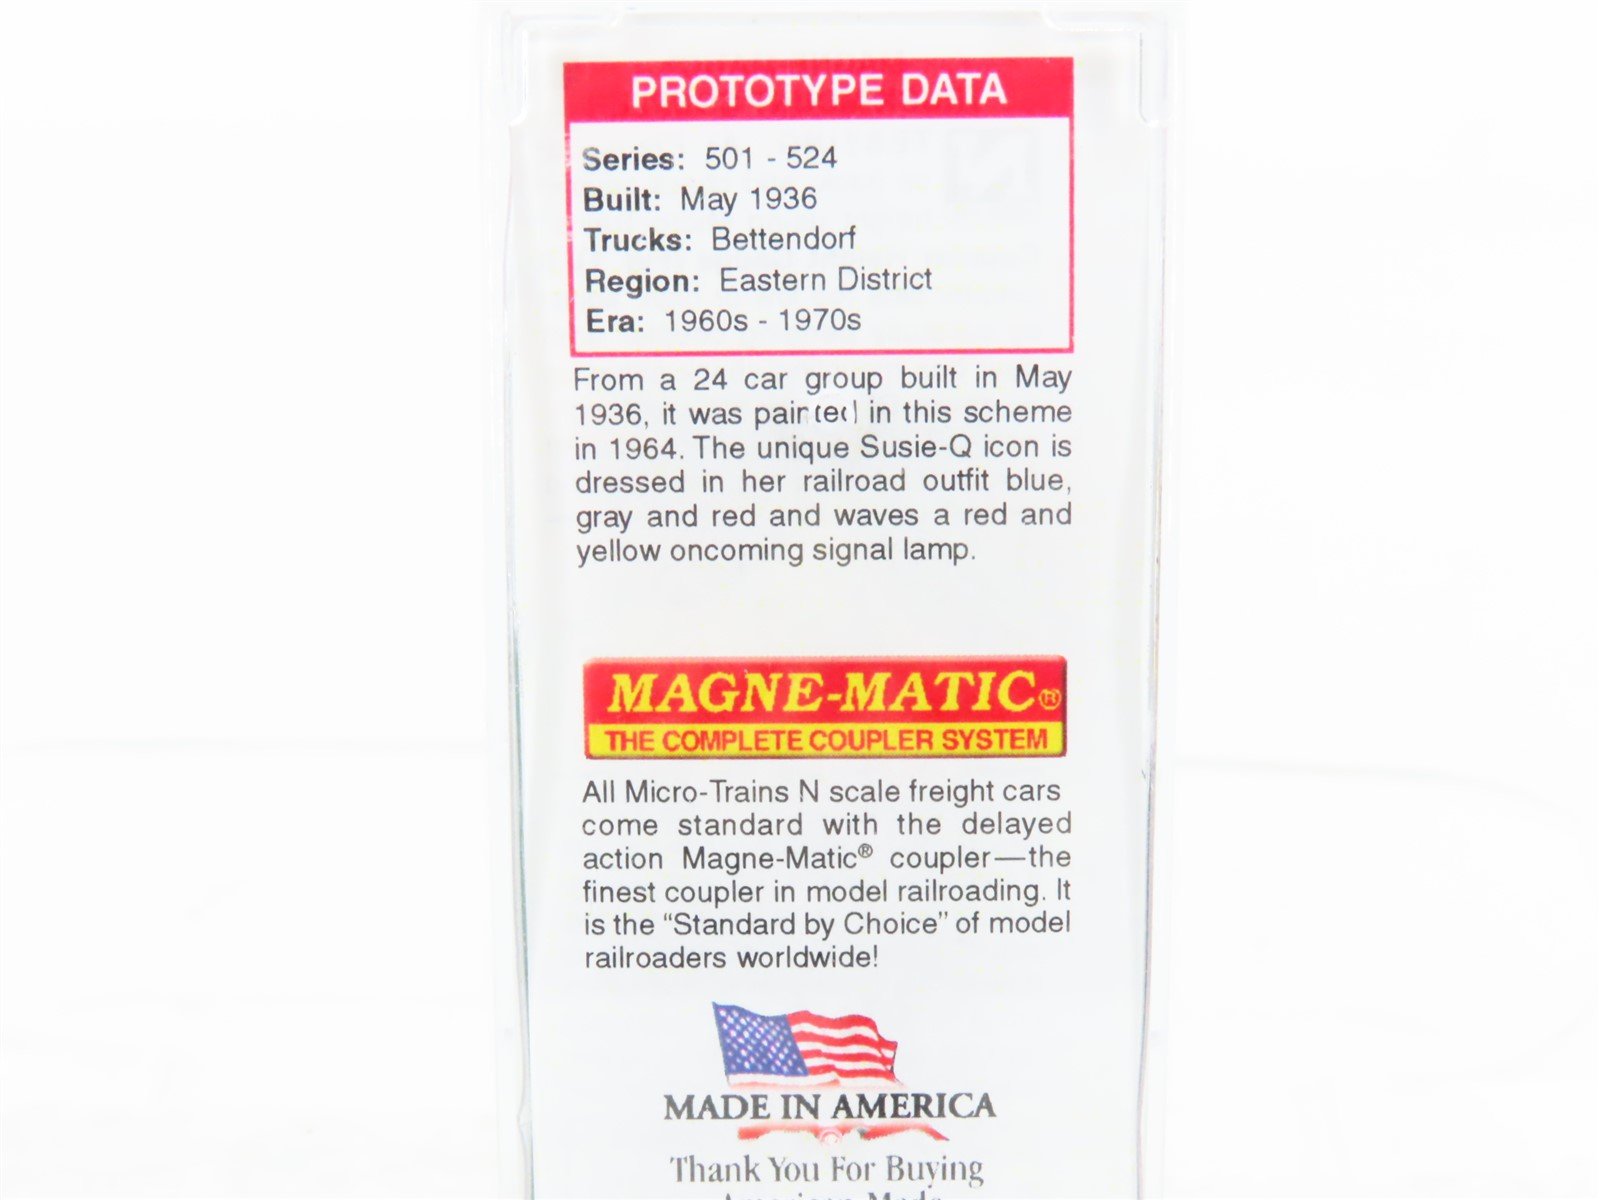 PROTOTYPE DATA
Series: 501 - 524
Built: May 1936
Trucks: Bettendorf
Region: Eastern District
Era: 1960s - 1970s
From a 24 car group built in May
1936, it was painted in this scheme
in 1964. The unique Susie-Q icon is
dressed in her railroad outfit blue,
gray and red and waves a red and
yellow oncoming signal lamp.
MAGNE-MATIC®
THE COMPLETE COUPLER SYSTEM
All Micro-Trains N scale freight cars
come standard with the delayed
action Magne-Matic® coupler—the
finest coupler in model railroading. It
is the “Standard by Choice” of model
railroaders worldwide!
MADE IN AMERICA
Thank You For Buying
American Made